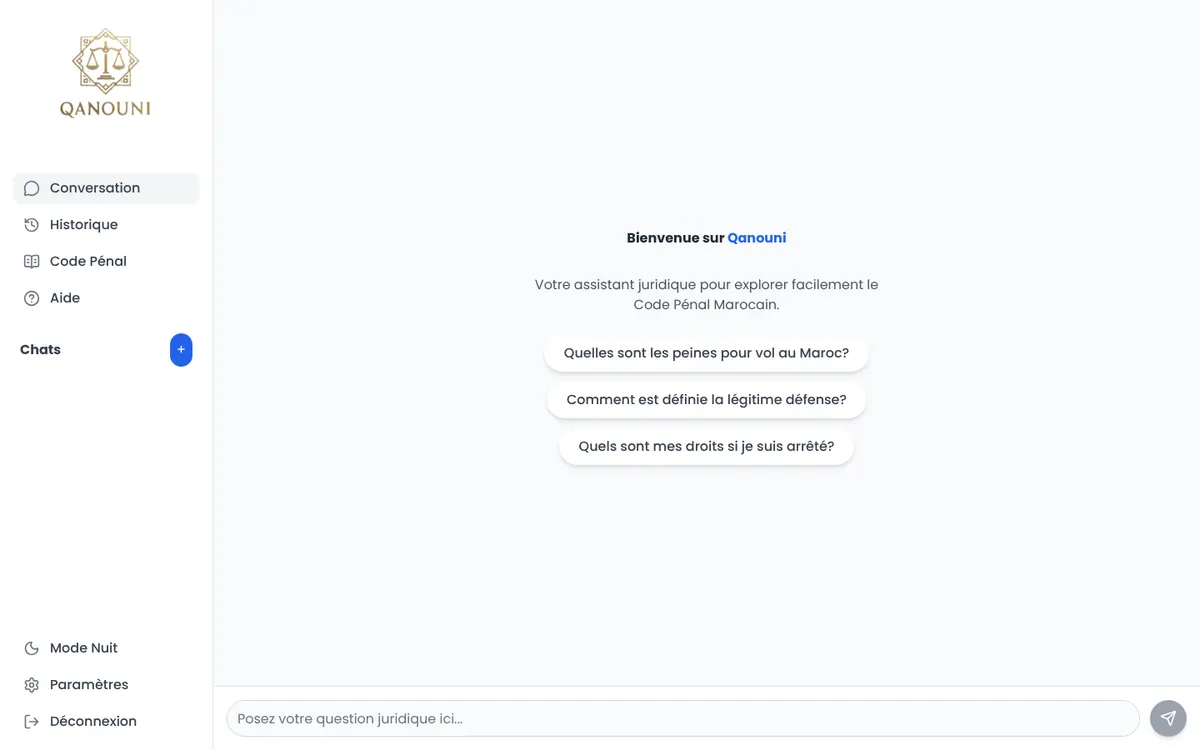 QANOUNI
Conversation
Historique
Code Pénal
Aide
Chats
+
Mode Nuit
Paramètres
Déconnexion
Bienvenue sur Qanouni
Votre assistant juridique pour explorer facilement le
Code Pénal Marocain.
Quelles sont les peines pour vol au Maroc?
Comment est définie la légitime défense?
Quels sont mes droits si je suis arrêté?
Posez votre question juridique ici...